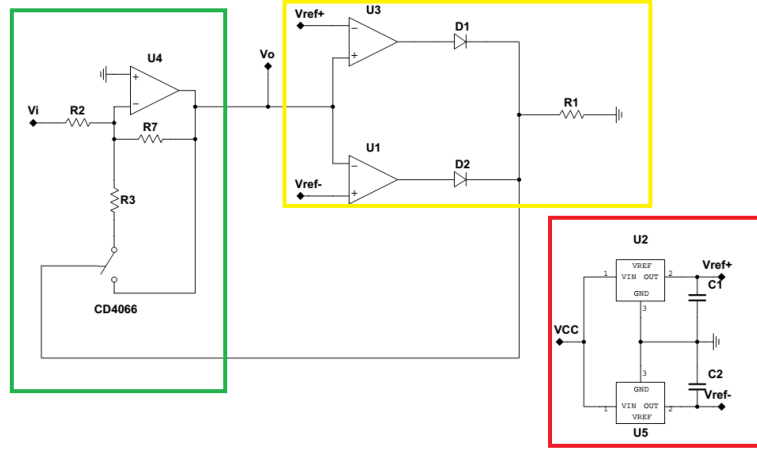 Vref+
U3
D1
U4
Vo
R1
Vi
R2
R7
U1
D2
Vref-
R3
CD4066
U2
VREF
VIN OUT
GND
1
2
3
Vref+
C1
VCC
3
GND
VIN OUT
VREF
1
2
C2
Vref-
U5